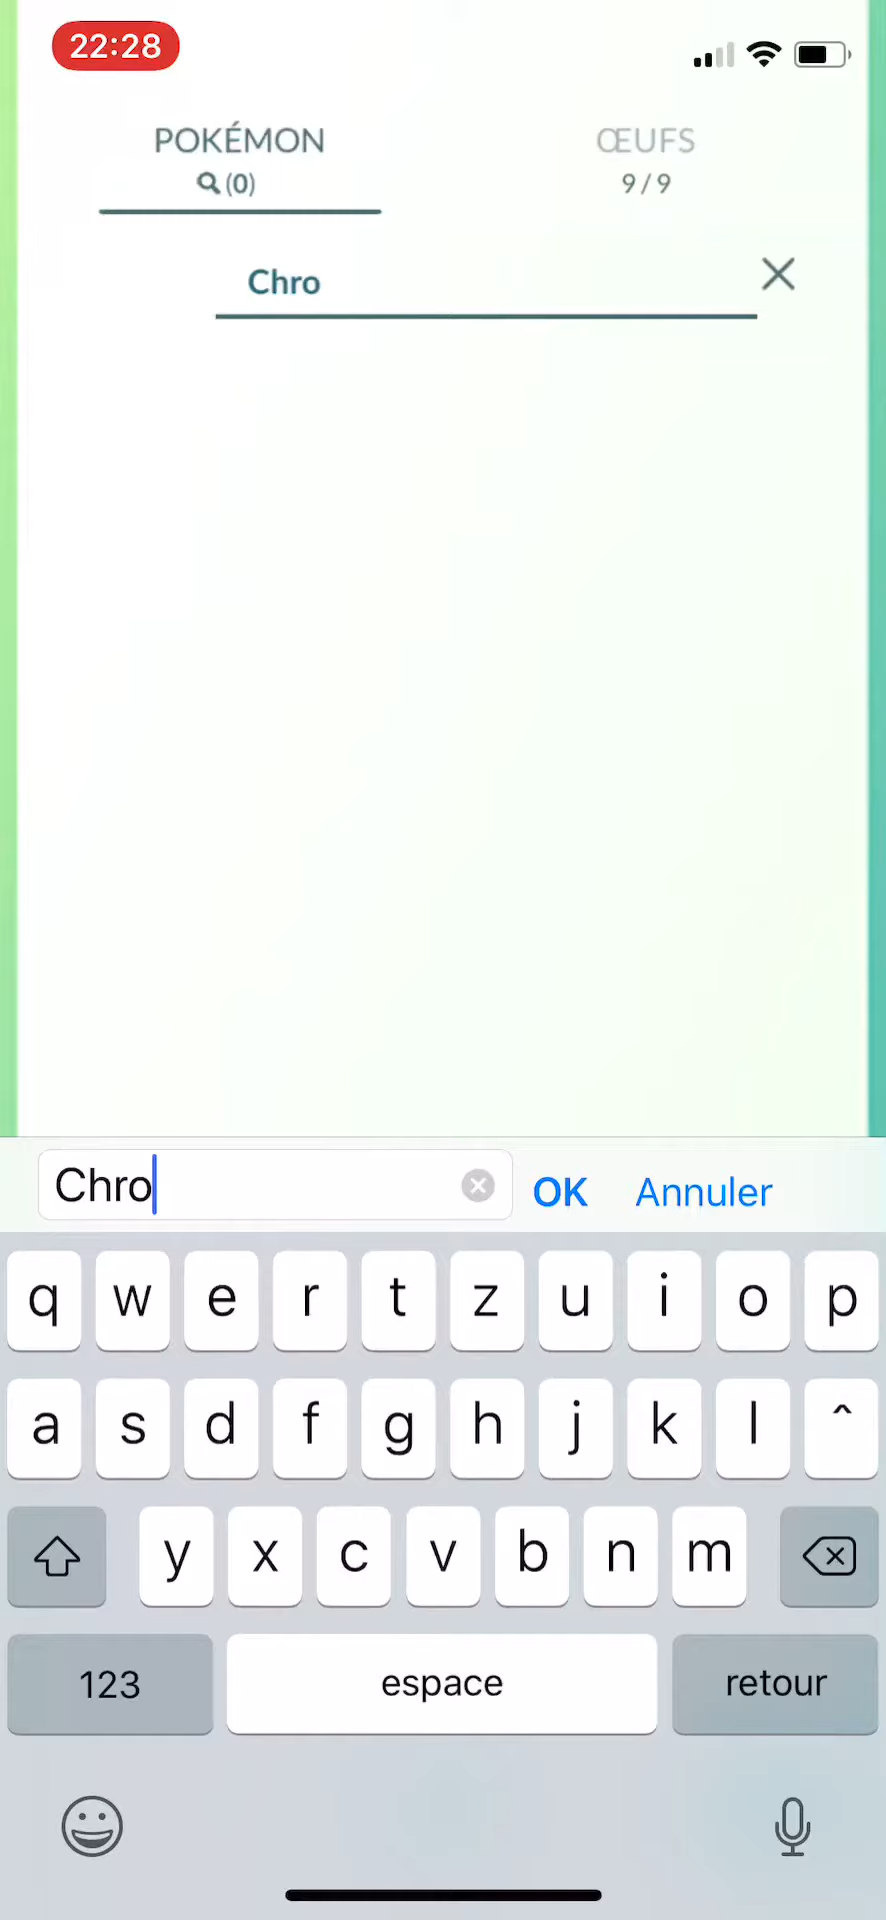 22:28
POKÉMON
(0)
ŒUFS
9 / 9
Chro
Chro
OK Annuler
q w e r t z u i o p
a s d f g h j k l ^
y x c v b n m
123 espace retour